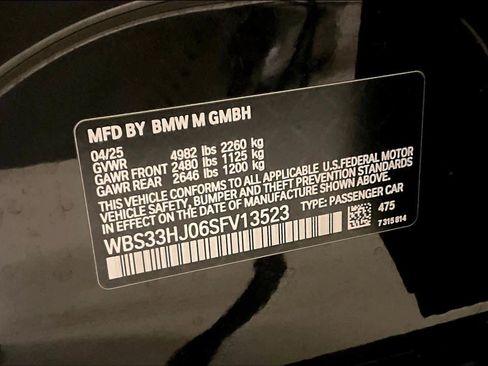 MFD BY BMW M GMBH
04/25
GVWR 4982 lbs 2260 kg
GAWR FRONT 2480 lbs 1125 kg
GAWR REAR 2646 lbs 1200 kg
THIS VEHICLE CONFORMS TO ALL APPLICABLE U.S.FEDERAL MOTOR
VEHICLE SAFETY, BUMPER, AND THEFT PREVENTION STANDARDS
IN EFFECT ON THE DATE OF MANUFACTURE SHOWN ABOVE.
WBS33HJ06SFV13523 TYPE: PASSENGER CAR
475
7 315 814